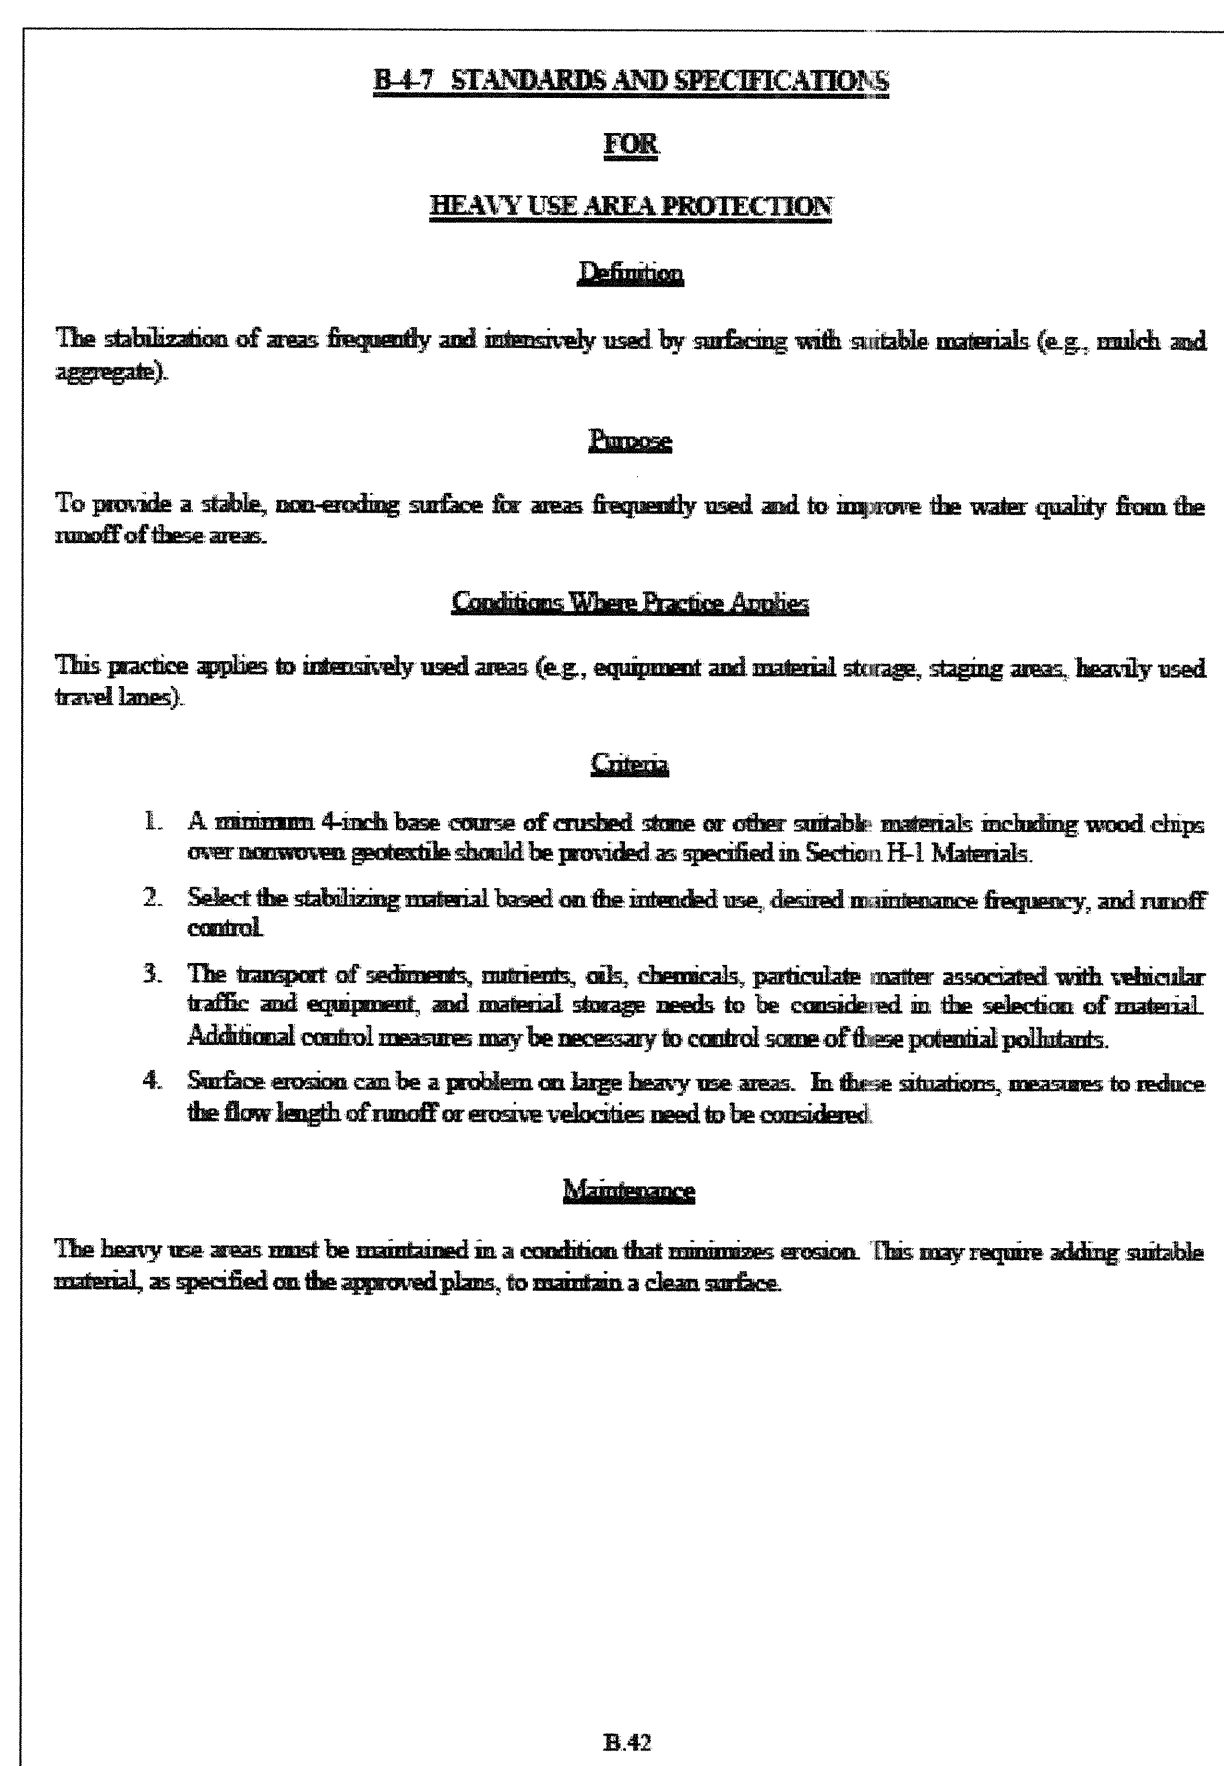 B-4-7 STANDARDS AND SPECIFICATIONS
FOR
HEAVY USE AREA PROTECTION
Definition
The stabilization of areas frequently and intensively used by surfacing with suitable materials (e.g., mulch and
aggregate).
Purpose
To provide a stable, non-eroding surface for areas frequently used and to improve the water quality from the
runoff of these areas.
Conditions Where Practice Applies
This practice applies to intensively used areas (e.g., equipment and material storage, staging areas, heavily used
travel lanes).
Criteria
1. A minimum 4-inch base course of crushed stone or other suitable materials including wood chips
over nonwoven geotextile should be provided as specified in Section H-1 Materials.
2. Select the stabilizing material based on the intended use, desired maintenance frequency, and runoff
control.
3. The transport of sediments, nutrients, oils, chemicals, particulate matter associated with vehicular
traffic and equipment, and material storage needs to be considered in the selection of material.
Additional control measures may be necessary to control some of these potential pollutants.
4. Surface erosion can be a problem on large heavy use areas. In these situations, measures to reduce
the flow length of runoff or erosive velocities need to be considered.
Maintenance
The heavy use areas must be maintained in a condition that minimizes erosion. This may require adding suitable
material, as specified on the approved plans, to maintain a clean surface.
B.42